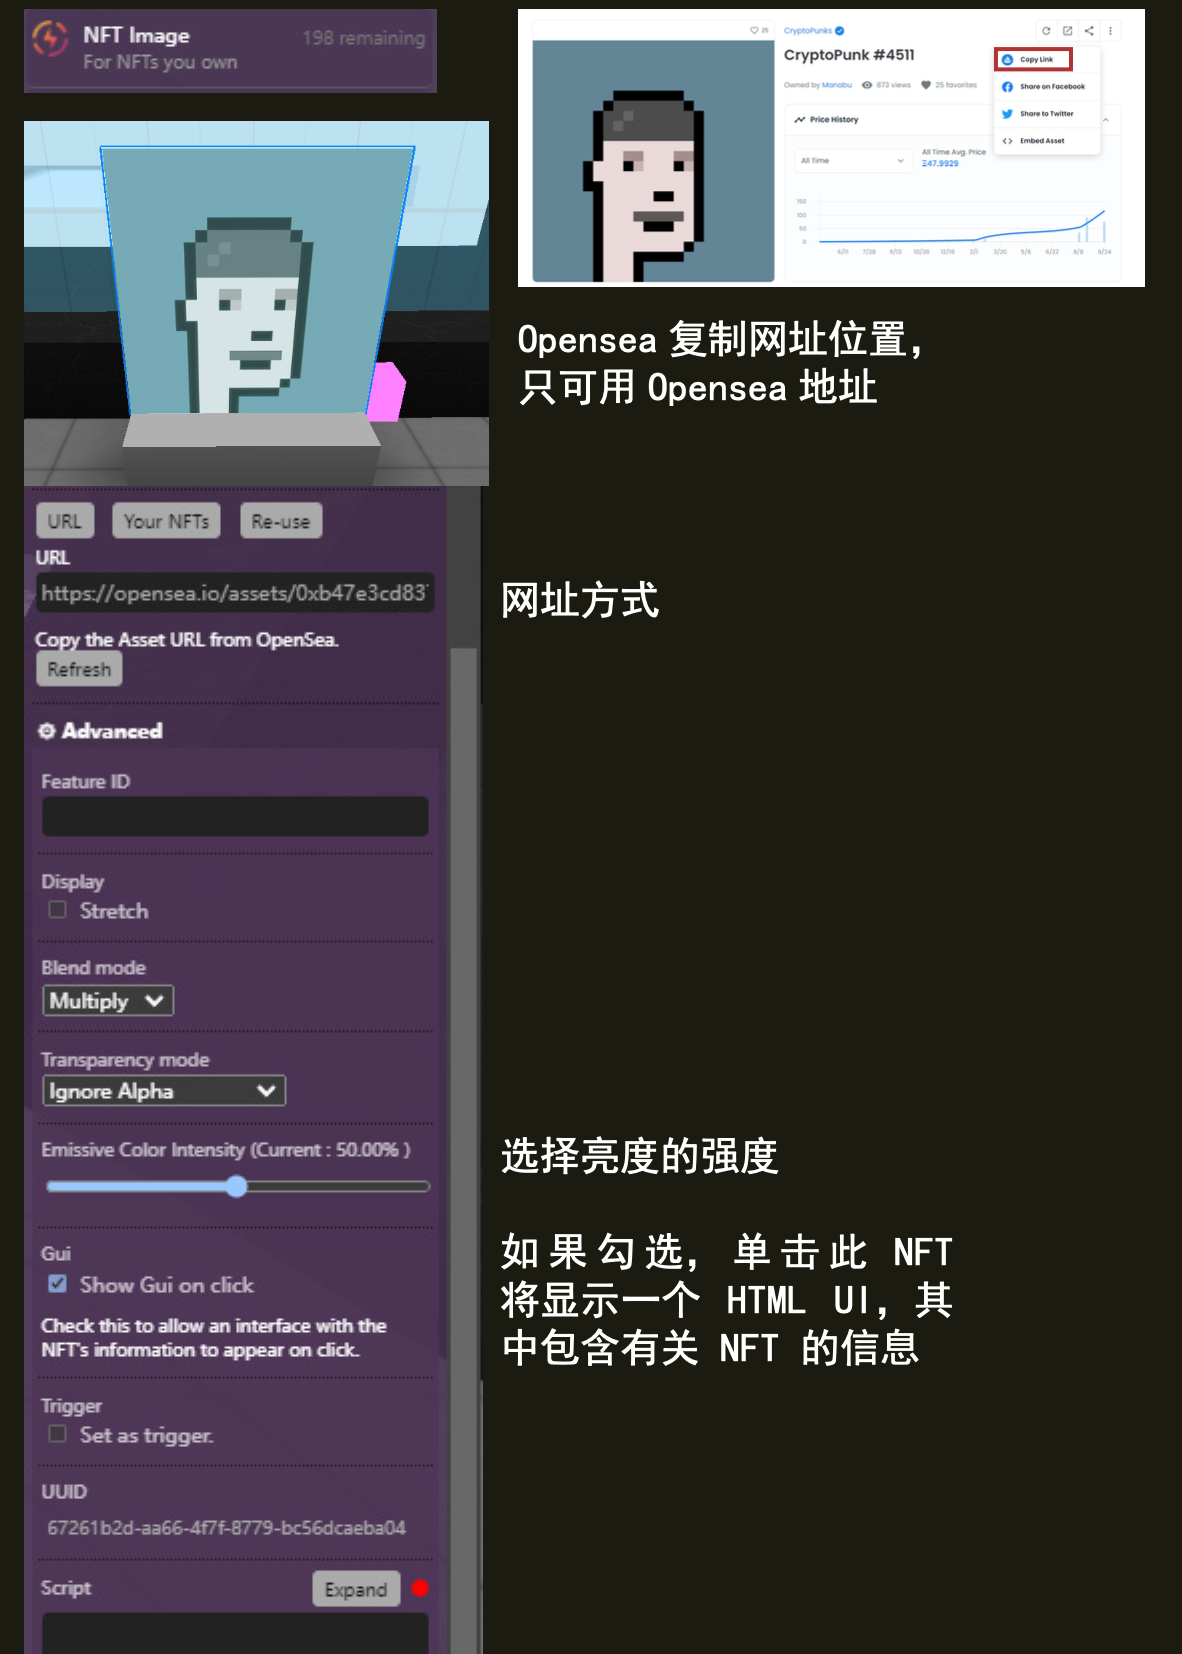 NFT Image
198 remaining
For NFTs you own
25
CryptoPunks
CryptoPunk #4511
Owned by Manabu 873 views 25 favorites
Copy Link
Share on Facebook
Share to Twitter
Embed Asset
Price History
All Time
All Time Avg. Price
Ξ47.9929
150
100
50
0
6/11 7/28 9/13 10/30 12/16 2/1 3/20 5/6 6/22 8/8 9/24
Opensea 复制网址位置，
只可用 Opensea 地址
URL Your NFTs Re-use
URL
https://opensea.io/assets/0xb47e3cd83
网址方式
Copy the Asset URL from OpenSea.
Refresh
Advanced
Feature ID
Display
Stretch
Blend mode
Multiply
Transparency mode
Ignore Alpha
Emissive Color Intensity (Current : 50.00% )
选择亮度的强度
Gui
Show Gui on click
Check this to allow an interface with the
NFT's information to appear on click.
如果勾选，单击此 NFT
将显示一个 HTML UI，其
中包含有关 NFT 的信息
Trigger
Set as trigger.
UUID
67261b2d-aa66-4f7f-8779-bc56dcaeba04
Script
Expand